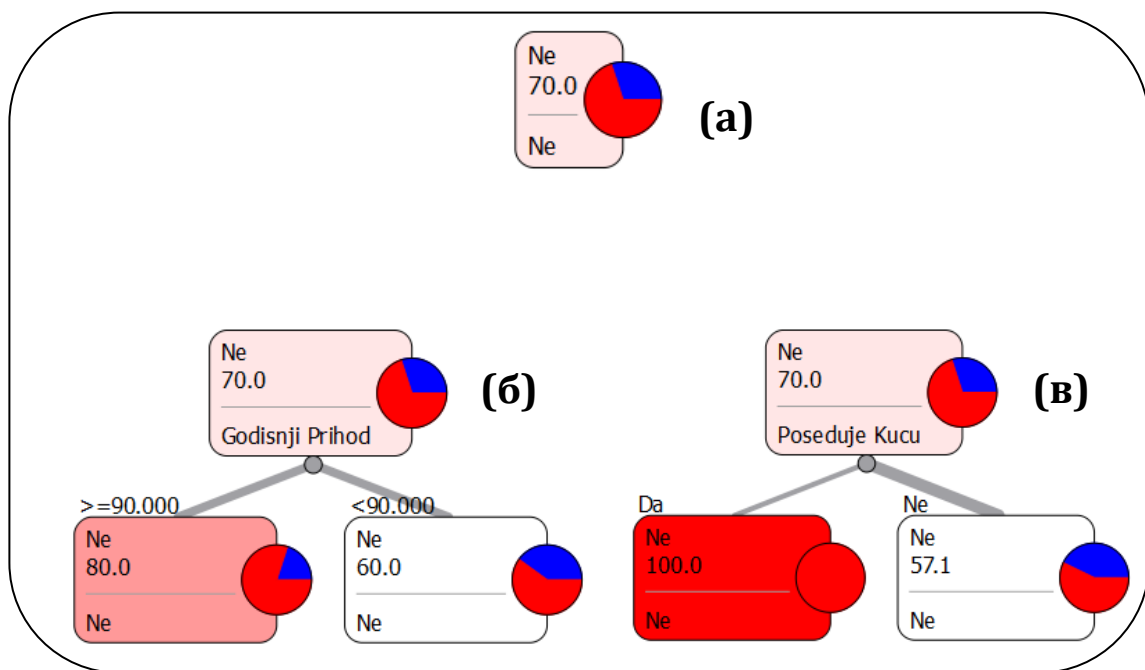 Ne
70.0
Ne
(а)
Ne
70.0
Godisnji Prihod
(б)
>=90.000
<90.000
Ne
80.0
Ne
Ne
60.0
Ne
Ne
70.0
Poseduje Kucu
(в)
Da
Ne
Ne
100.0
Ne
Ne
57.1
Ne